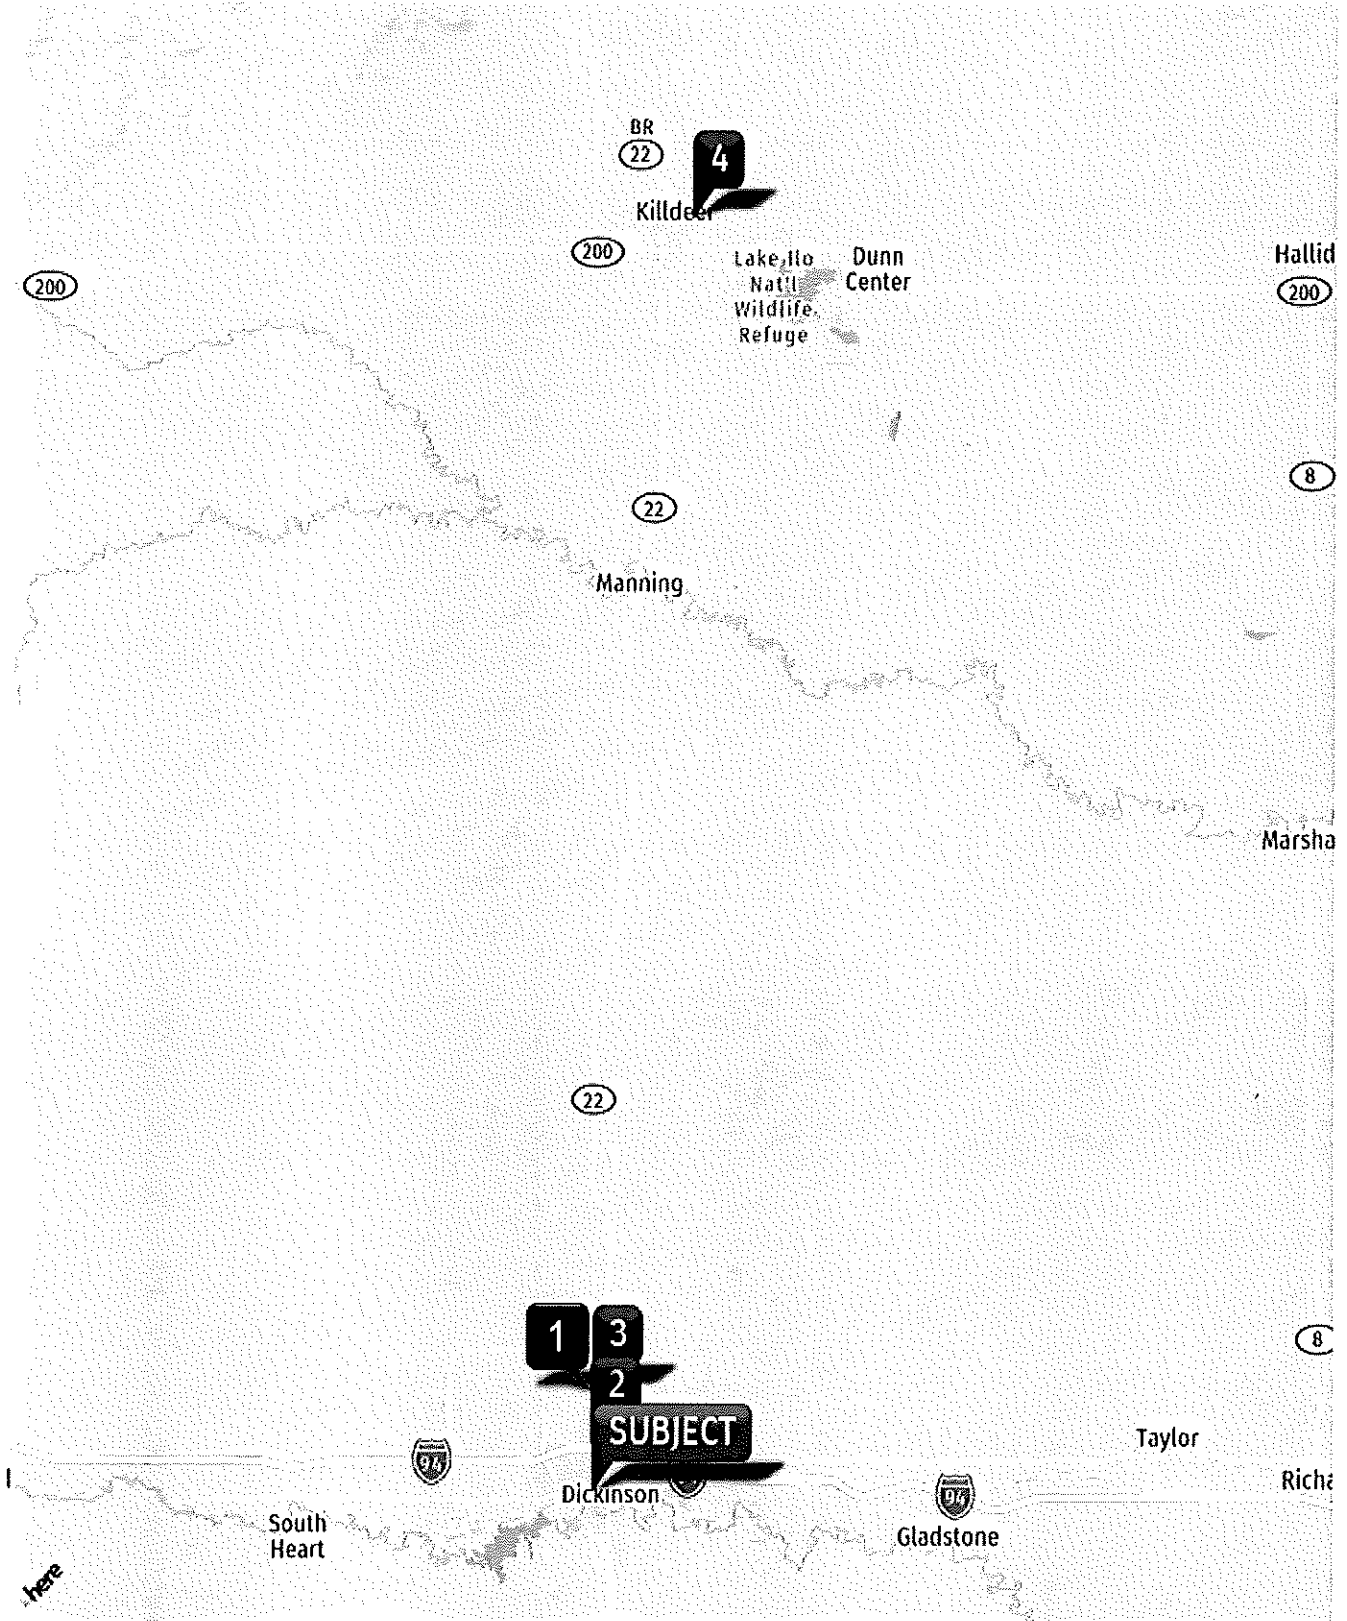 BR
22
4
Killdeer
200
Lake Ilo
Nat'l
Wildlife
Refuge
Dunn
Center
Hallid
200
200
8
22
Manning
Marsha
22
1
3
2
8
SUBJECT
Taylor
94
I
Dickinson
94
Richa
South
Heart
Gladstone
here